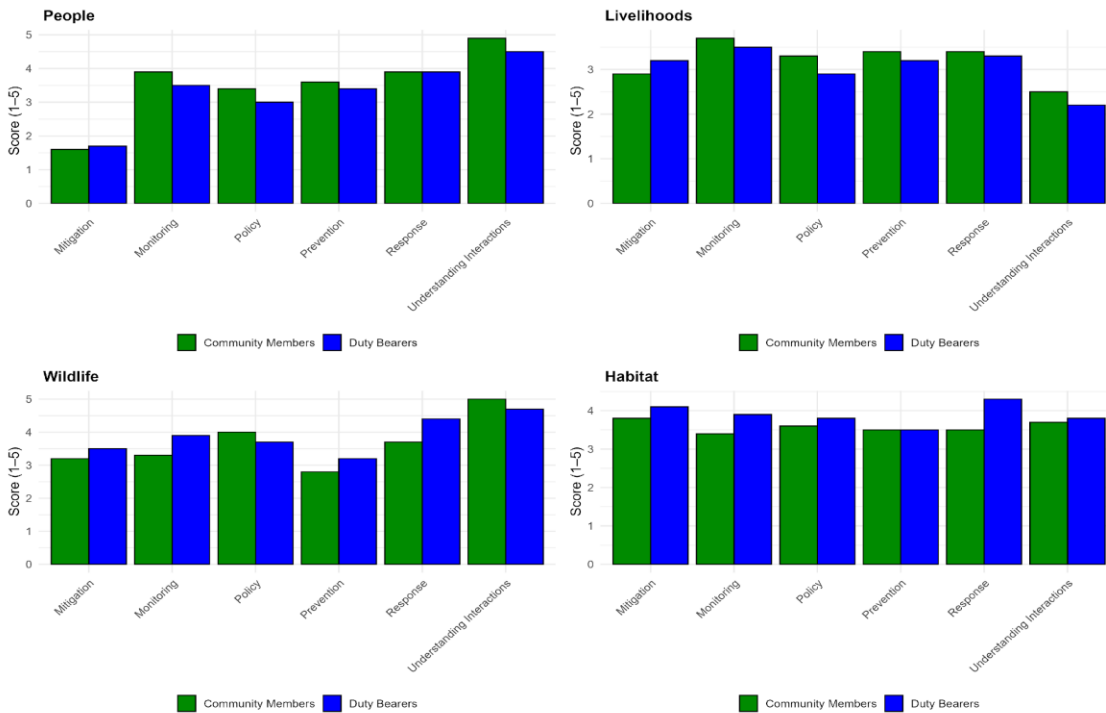 People
Score (1–5)
5
4
3
2
1
0
Mitigation
Monitoring
Policy
Prevention
Response
Understanding Interactions
Community Members Duty Bearers
Livelihoods
Score (1–5)
3
2
1
0
Mitigation
Monitoring
Policy
Prevention
Response
Understanding Interactions
Community Members Duty Bearers
Wildlife
Score (1–5)
5
4
3
2
1
0
Mitigation
Monitoring
Policy
Prevention
Response
Understanding Interactions
Community Members Duty Bearers
Habitat
Score (1–5)
4
3
2
1
0
Mitigation
Monitoring
Policy
Prevention
Response
Understanding Interactions
Community Members Duty Bearers